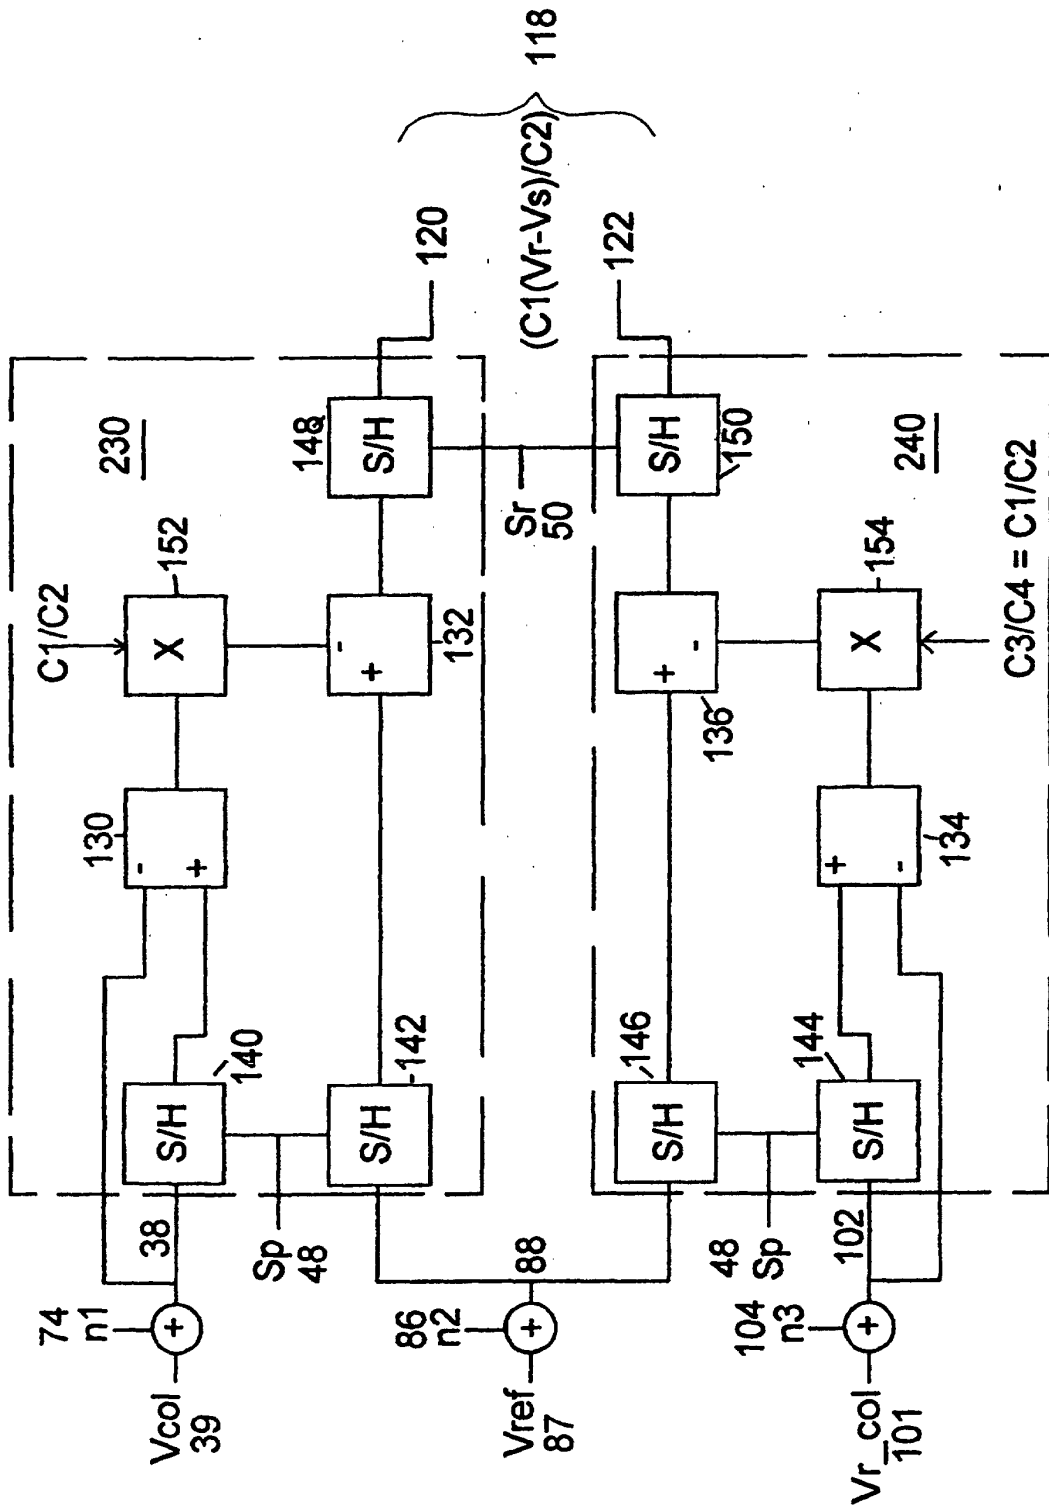 C1/C2
230
130
-
+
X
152
148
S/H
120
74
n1
Vcol
39
+
38
S/H
140
Sp
48
S/H
142
+
-
132
86
n2
Vref
87
+
88
Sr
50
(C1(Vr-Vs)/C2)
118
S/H
146
+
-
136
S/H
150
122
48
Sp
104
n3
Vr_col
101
+
102
S/H
144
+
-
134
X
154
240
C3/C4 = C1/C2